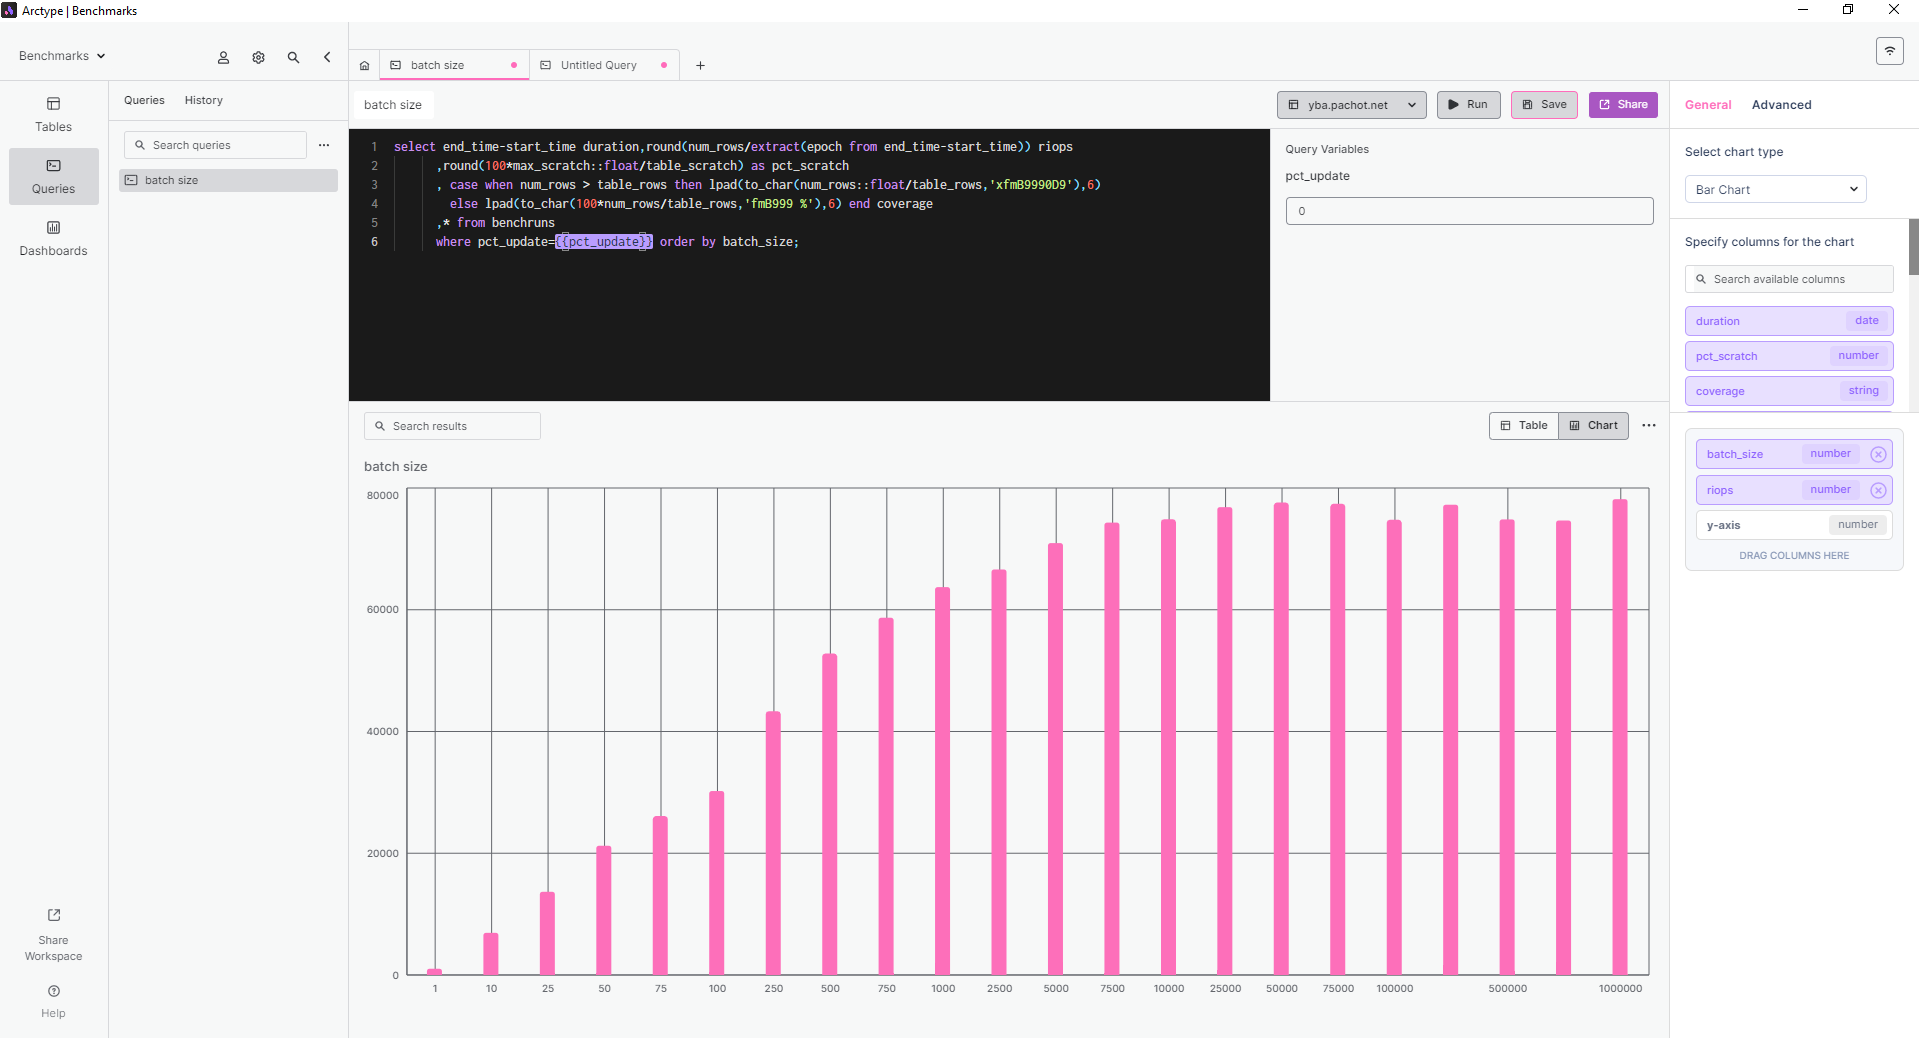 Arctype | Benchmarks
Benchmarks
batch size
Untitled Query
Tables
Queries
Dashboards
Share
Workspace
Help
Queries History
Search queries
batch size
batch size
yba.pachot.net
Run
Save
Share
1 select end_time-start_time duration,round(num_rows/extract(epoch from end_time-start_time)) riops
2 ,round(100*max_scratch::float/table_scratch) as pct_scratch
3 , case when num_rows > table_rows then lpad(to_char(num_rows::float/table_rows,'xfmB9990D9'),6)
4 else lpad(to_char(100*num_rows/table_rows,'fmB999 %'),6) end coverage
5 ,* from benchruns
6 where pct_update={{pct_update}} order by batch_size;
Query Variables
pct_update
0
Search results
Table
Chart
batch size
80000
60000
40000
20000
0
1 10 25 50 75 100 250 500 750 1000 2500 5000 7500 10000 25000 50000 75000 100000 500000 1000000
General Advanced
Select chart type
Bar Chart
Specify columns for the chart
Search available columns
duration date
pct_scratch number
coverage string
batch_size number
riops number
y-axis number
DRAG COLUMNS HERE